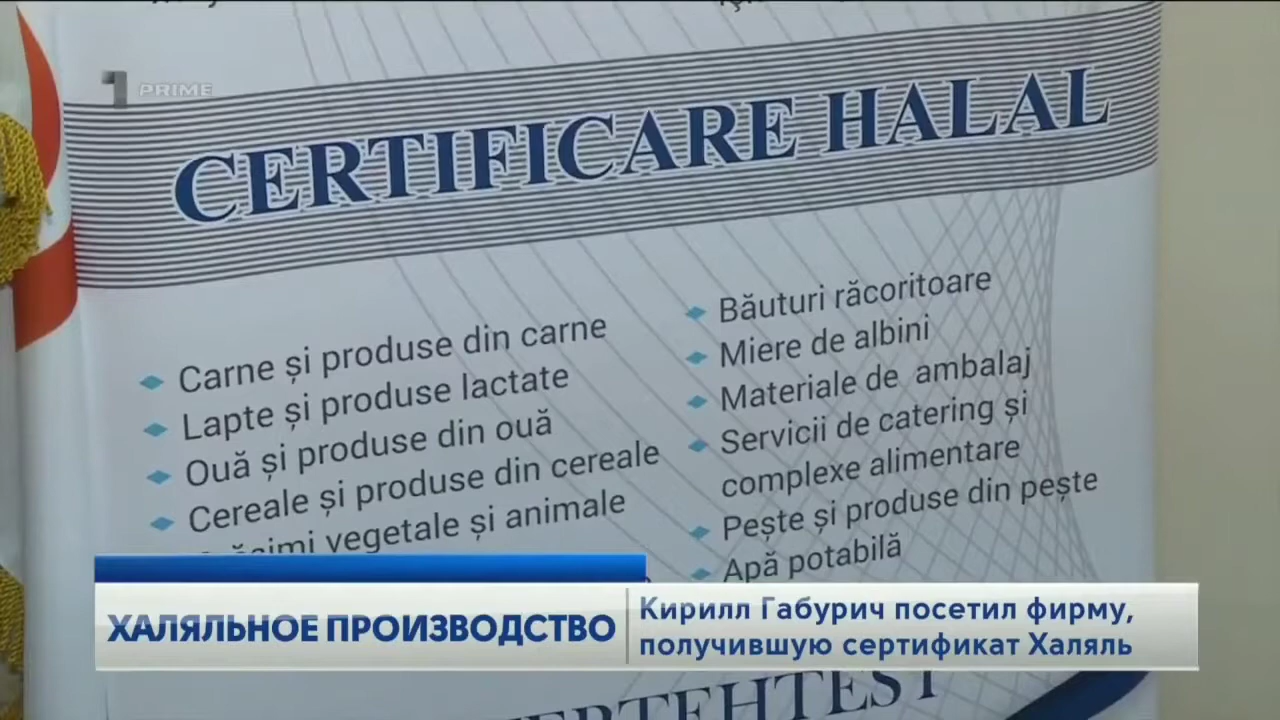 1 PRIME
CERTIFICARE HALAL
Carne și produse din carne
Lapte și produse lactate
Ouă și produse din ouă
Cereale și produse din cereale
vegetale și animale
Băuturi răcoritoare
Miere de albini
Materiale de ambalaj
Servicii de catering și
complexe alimentare
Pește și produse din pește
Apă potabilă
ХАЛЯЛЬНОЕ ПРОИЗВОДСТВО
Кирилл Габурич посетил фирму,
получившую сертификат Халяль